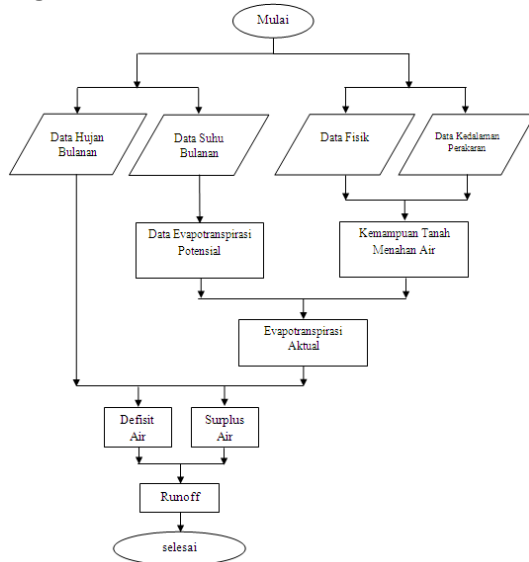 Mulai
Data Hujan
Bulanan
Data Suhu
Bulanan
Data Fisik
Data Kedalaman
Perakaran
Data Evapotranspirasi
Potensial
Kemampuan Tanah
Menahan Air
Evapotranspirasi
Aktual
Defisit
Air
Surplus
Air
Runoff
selesai